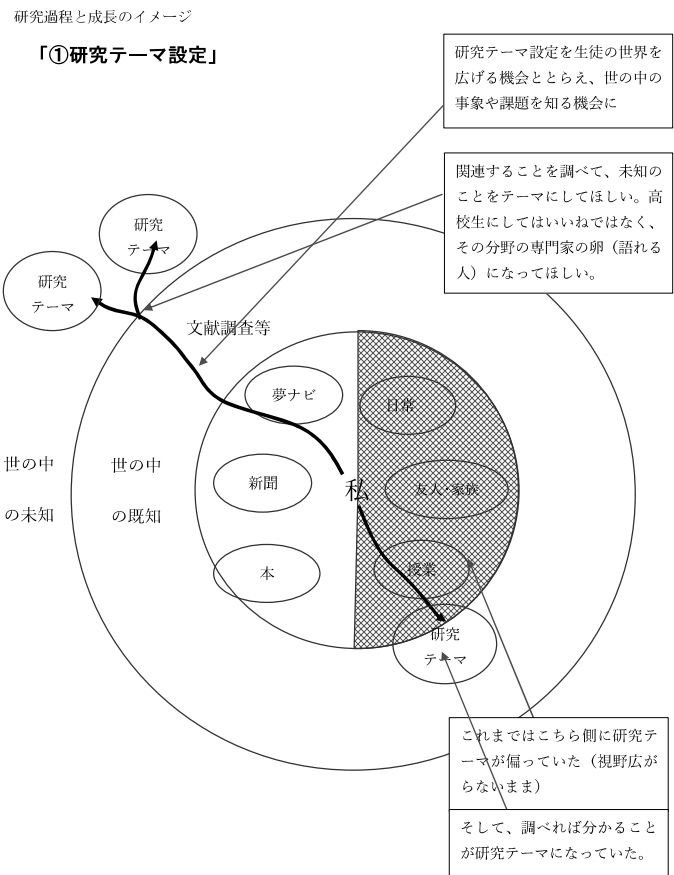 研究過程と成長のイメージ
「①研究テーマ設定」
研究テーマ設定を生徒の世界を
広げる機会ととらえ、世の中の
事象や課題を知る機会に
関連することを調べて、未知の
ことをテーマにしてほしい。高
校生にしてはいいねではなく、
その分野の専門家の卵（語れる
人）になってほしい。
研究
テーマ
研究
テーマ
文献調査等
夢ナビ
日常
世の中
の未知
世の中
の既知
新聞
私
友人・家族
本
授業
研究
テーマ
これまではこちら側に研究テ
ーマが偏っていた（視野広が
らないまま）
そして、調べれば分かること
が研究テーマになっていた。